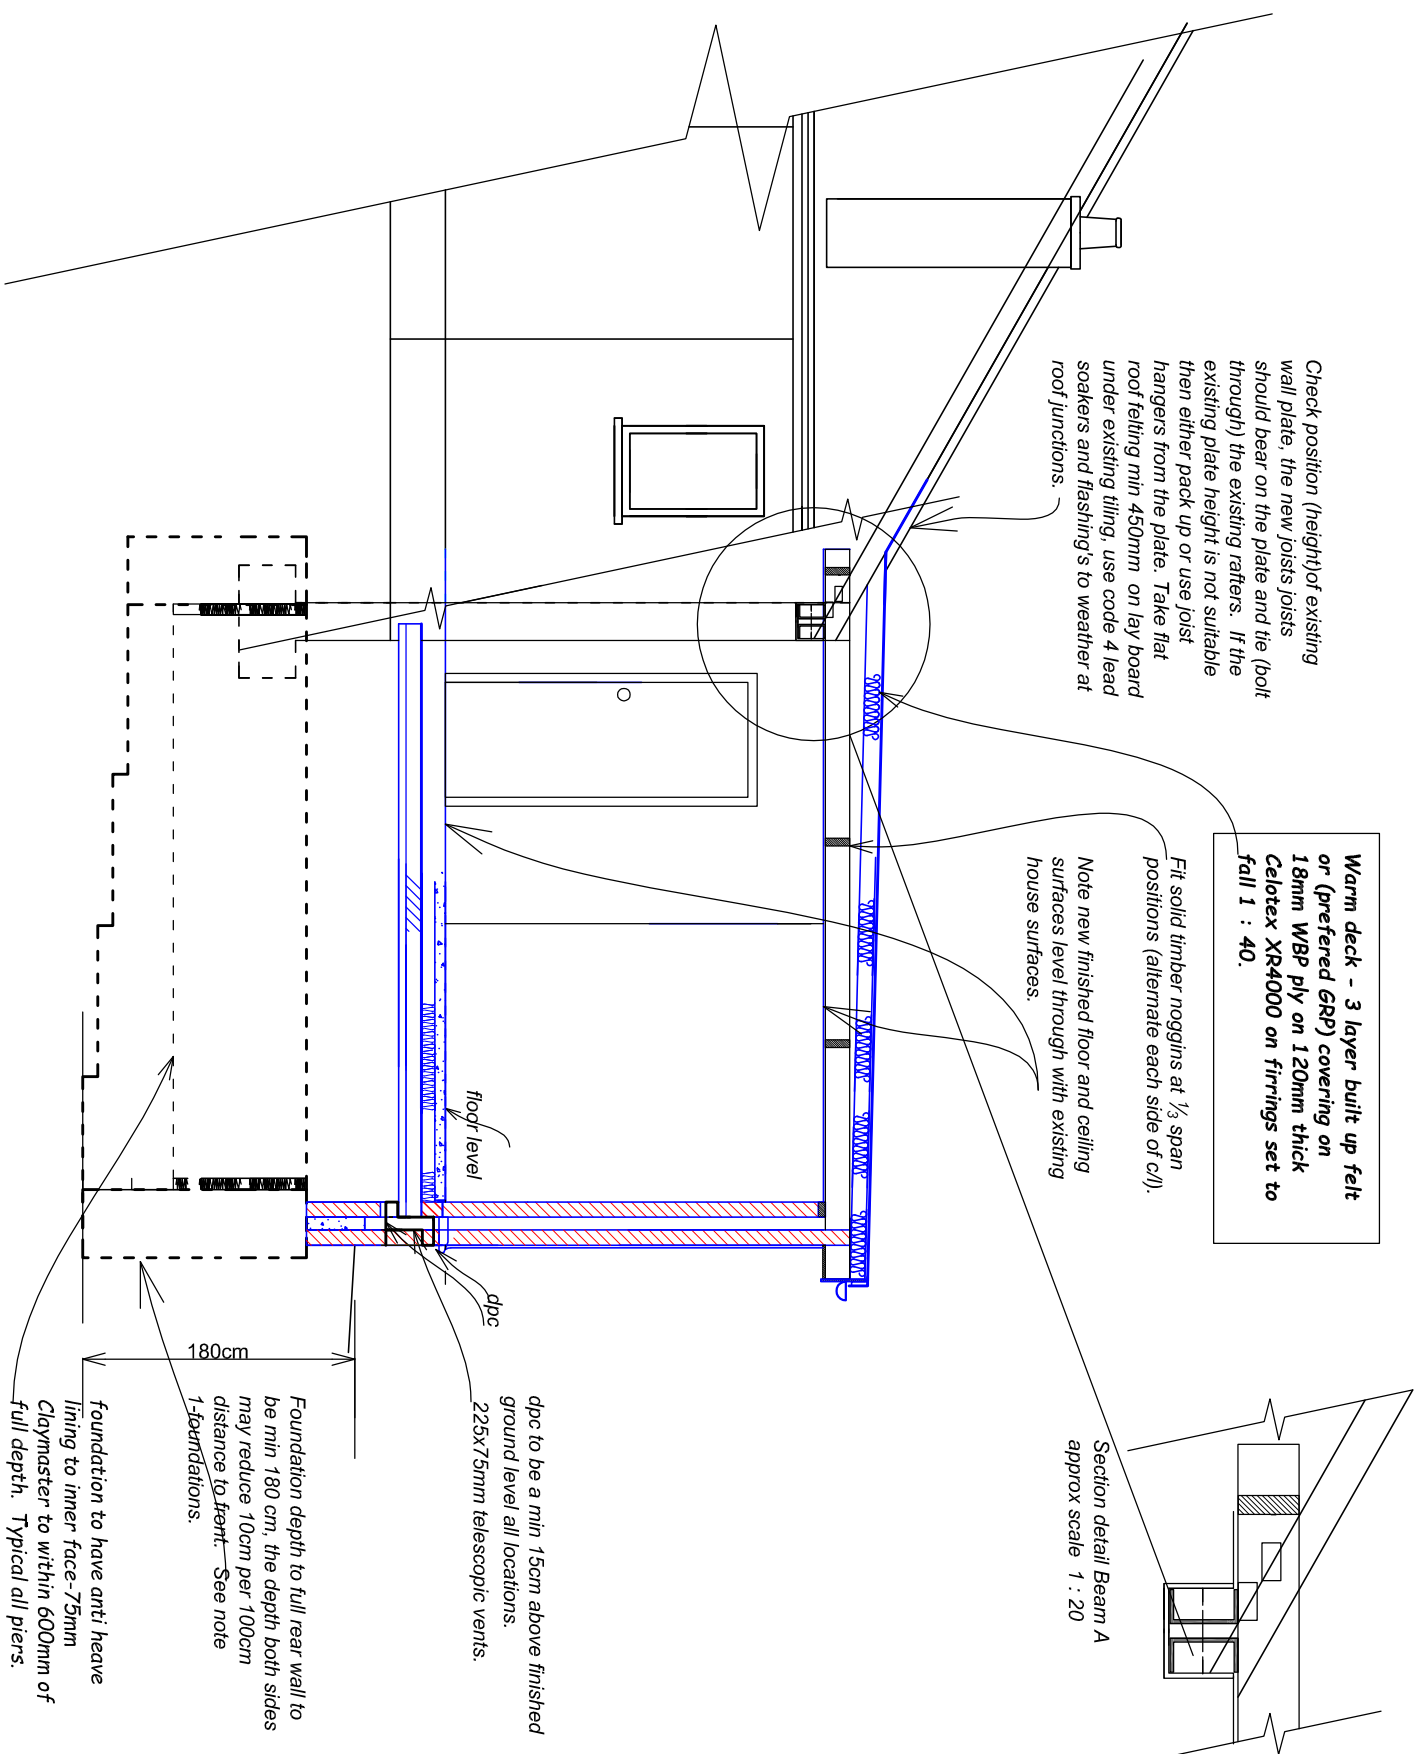 Check position (height)of existing
wall plate, the new joists joists
should bear on the plate and tie (bolt
through) the existing rafters. If the
existing plate height is not suitable
then either pack up or use joist
hangers from the plate. Take flat
roof felting min 450mm on lay board
under existing tiling, use code 4 lead
soakers and flashing's to weather at
roof junctions.
Warm deck - 3 layer built up felt
or (prefered GRP) covering on
18mm WBP ply on 120mm thick
Celotex XR4000 on firrings set to
fall 1 : 40.
Fit solid timber noggins at 1/3 span
positions (alternate each side of c/l).
Note new finished floor and ceiling
surfaces level through with existing
house surfaces.
floor level
dpc
180cm
Section detail Beam A
approx scale 1 : 20
dpc to be a min 15cm above finished
ground level all locations.
225x75mm telescopic vents.
Foundation depth to full rear wall to
be min 180 cm, the depth both sides
may reduce 10cm per 100cm
distance to front. See note
1-foundations.
foundation to have anti heave
lining to inner face-75mm
Claymaster to within 600mm of
full depth. Typical all piers.